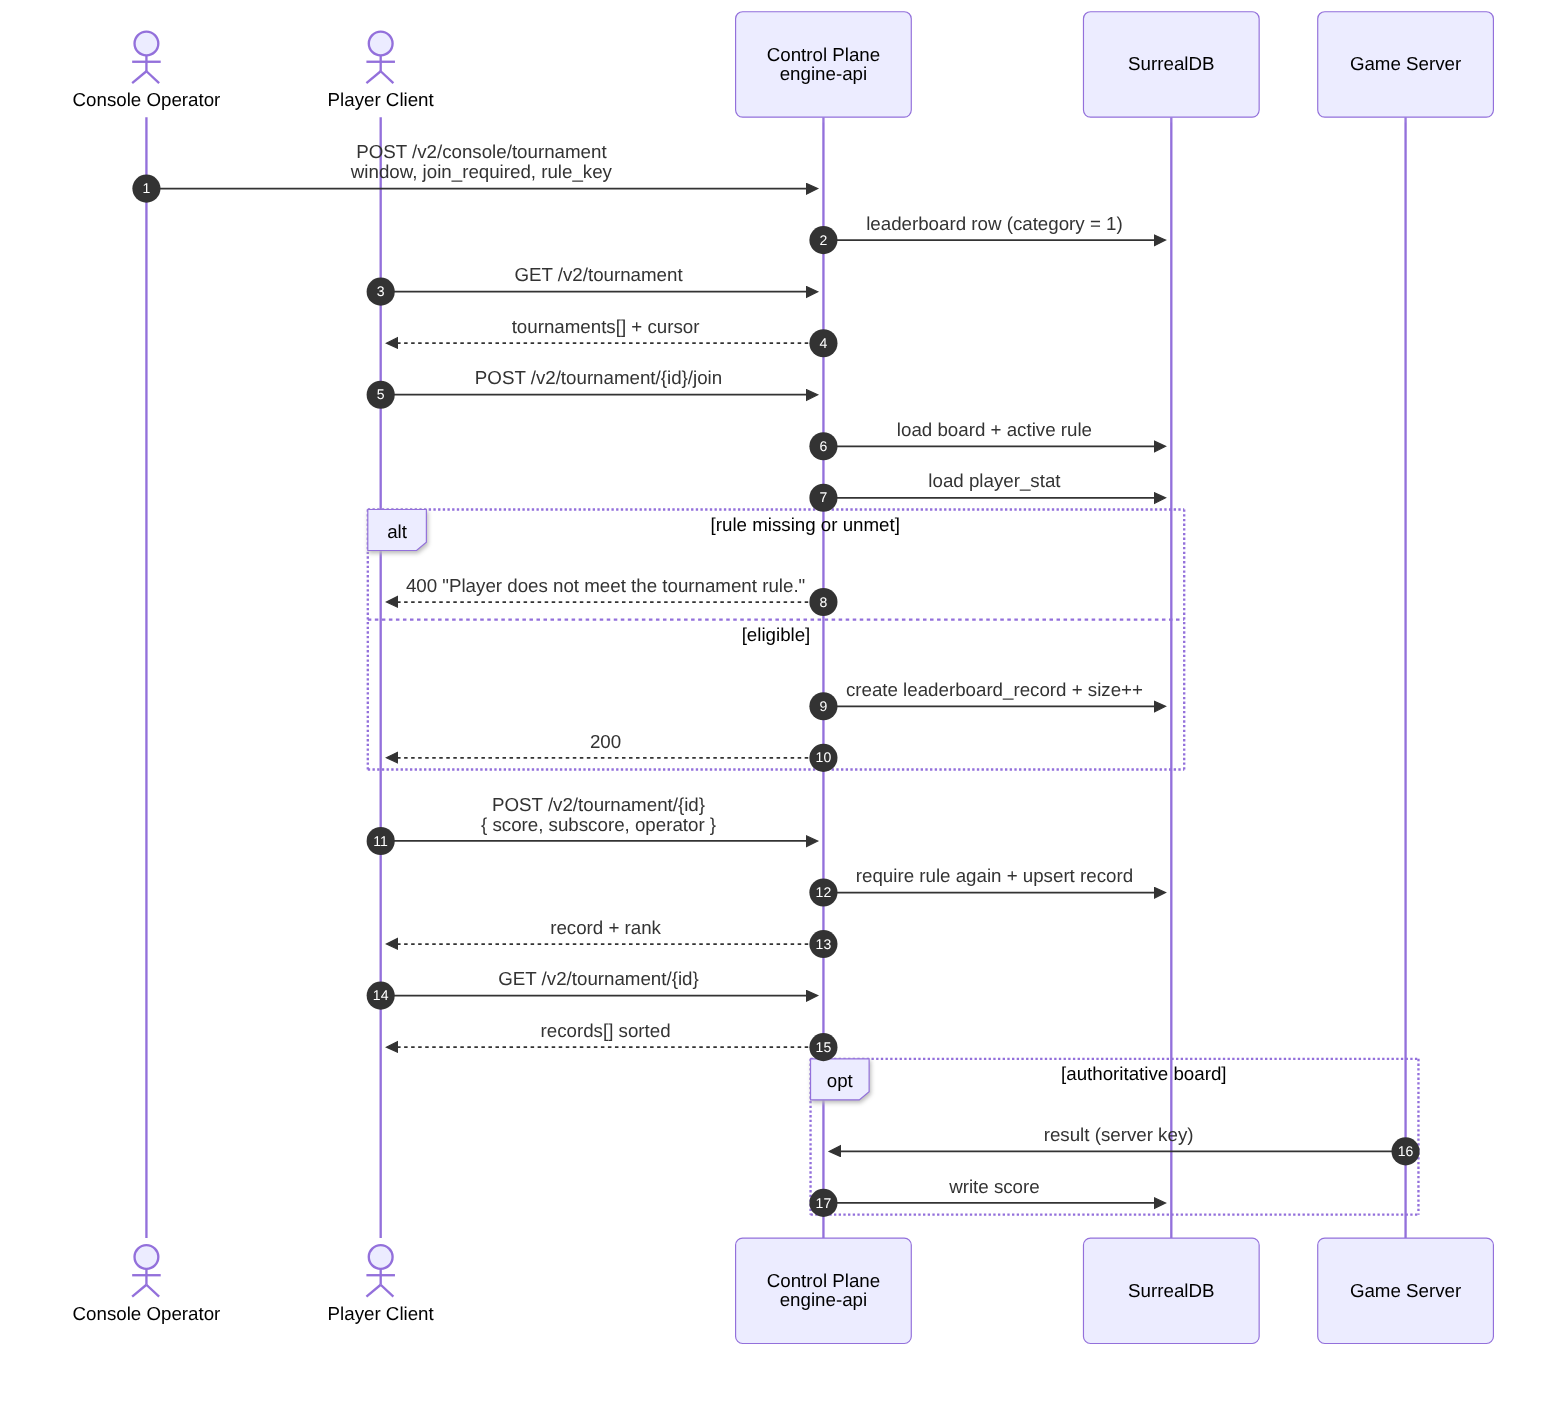 Console Operator
Player Client
Control Plane
engine-api
SurrealDB
Game Server
POST /v2/console/tournament
window, join_required, rule_key
1
leaderboard row (category = 1)
2
GET /v2/tournament
3
tournaments[] + cursor
4
POST /v2/tournament/{id}/join
5
load board + active rule
6
load player_stat
7
alt
[rule missing or unmet]
400 "Player does not meet the tournament rule."
8
[eligible]
create leaderboard_record + size++
9
200
10
POST /v2/tournament/{id}
{ score, subscore, operator }
11
require rule again + upsert record
12
record + rank
13
GET /v2/tournament/{id}
14
records[] sorted
15
opt
[authoritative board]
result (server key)
16
write score
17
Console Operator
Player Client
Control Plane
engine-api
SurrealDB
Game Server